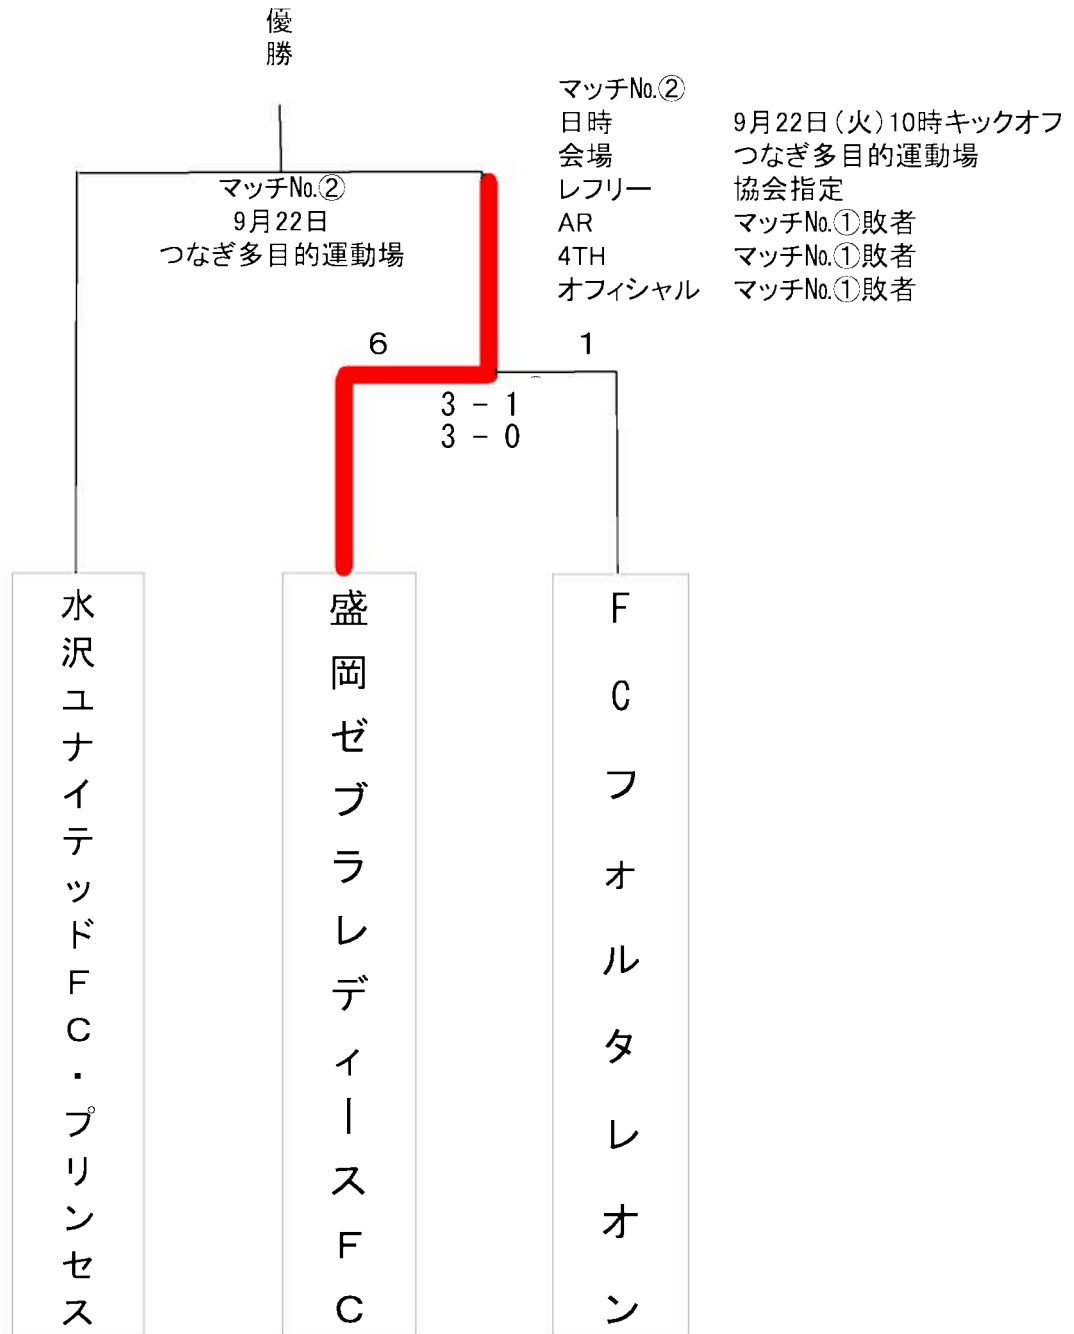 優勝
マッチNo.②
日時 9月22日（火）10時キックオフ
会場 つなぎ多目的運動場
レフリー 協会指定
AR マッチNo.①敗者
4TH マッチNo.①敗者
オフィシャル マッチNo.①敗者
マッチNo.②
9月22日
つなぎ多目的運動場
6 1
3 － 1
3 － 0
水沢ユナイテッドFC・プリンセス
盛岡ゼブラレディースFC
FCフォルタレオン